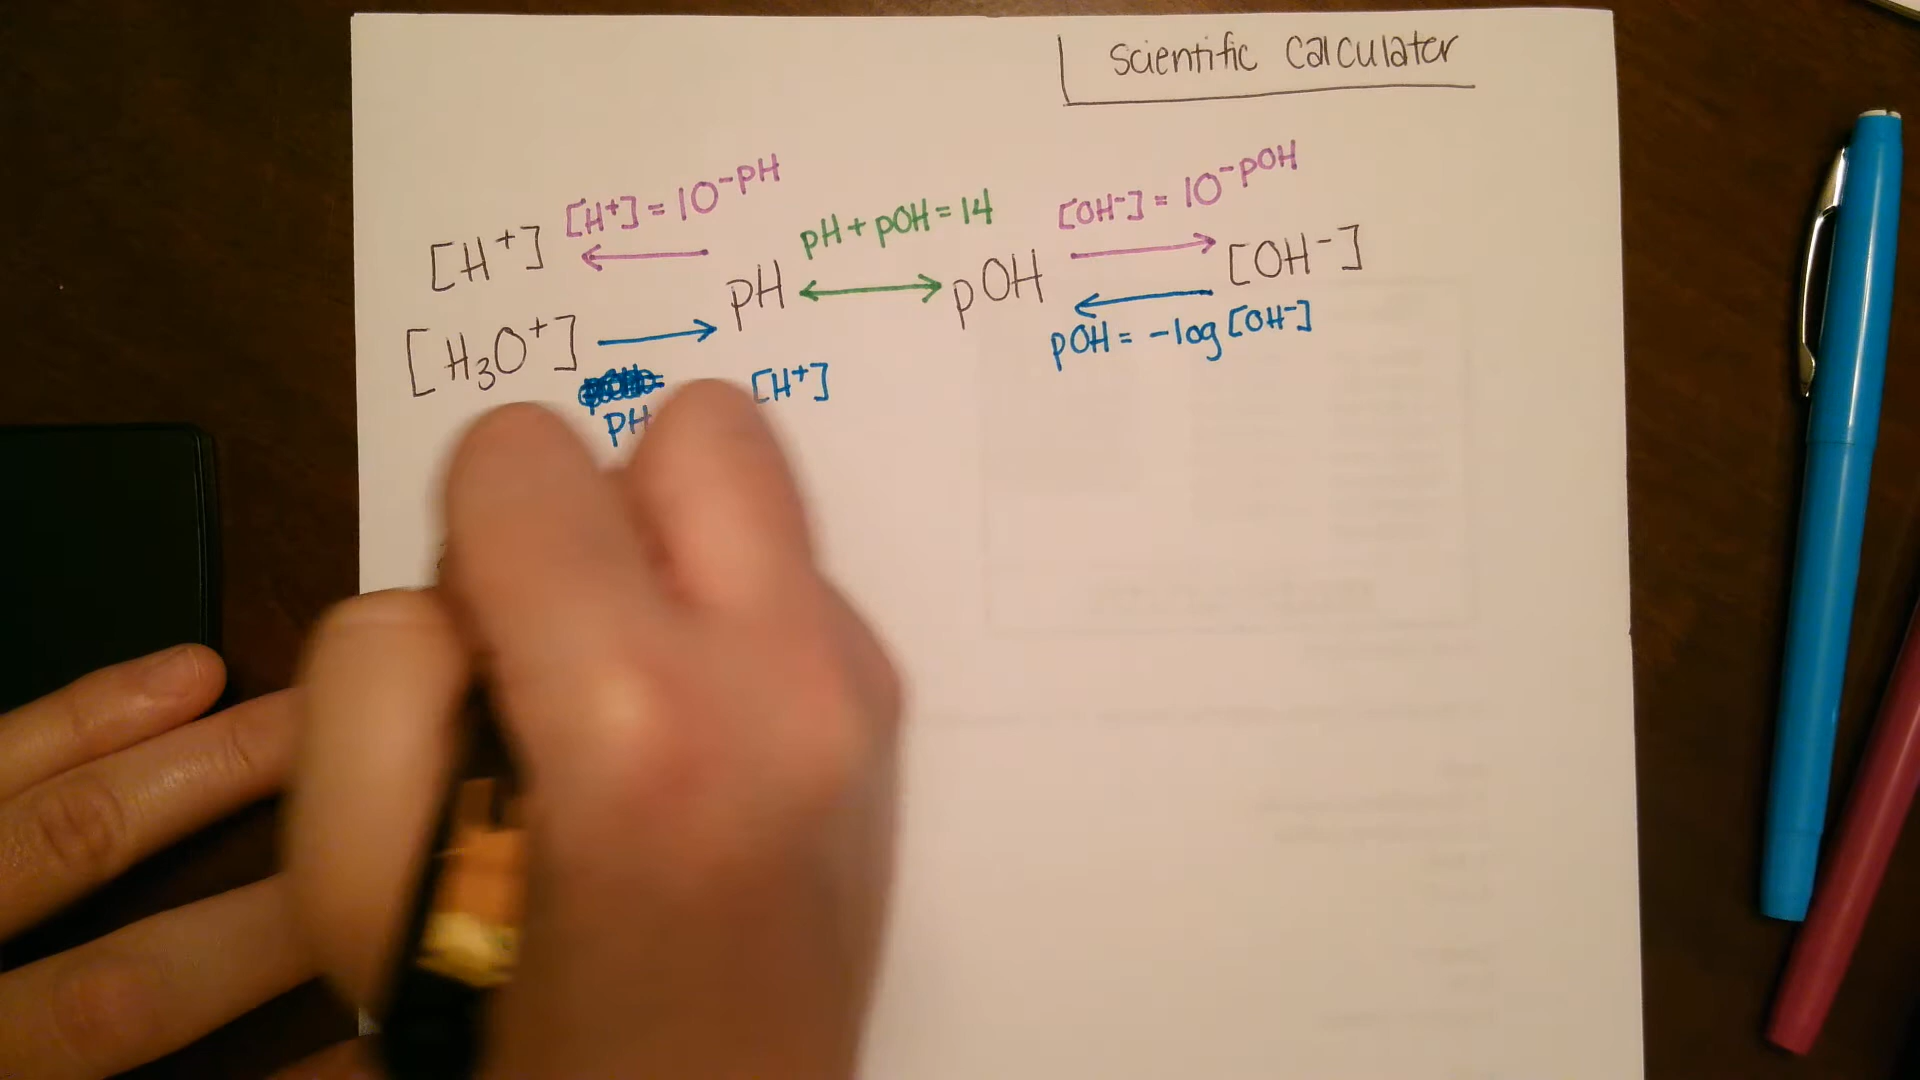 scientific calculator
[H⁺] = 10⁻ᵖᴴ
pH + pOH = 14
[OH⁻] = 10⁻ᵖᴼᴴ
[H⁺]
pH
pOH
[OH⁻]
[H₃O⁺]
pOH = -log [OH⁻]
[H⁺]
pH